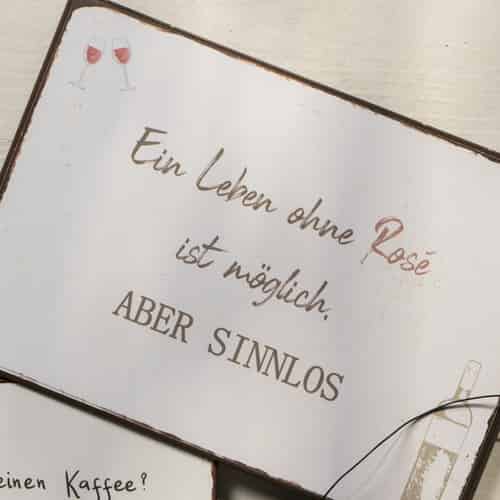 Ein Leben ohne Rosé
ist möglich.
ABER SINNLOS
einen Kaffee?